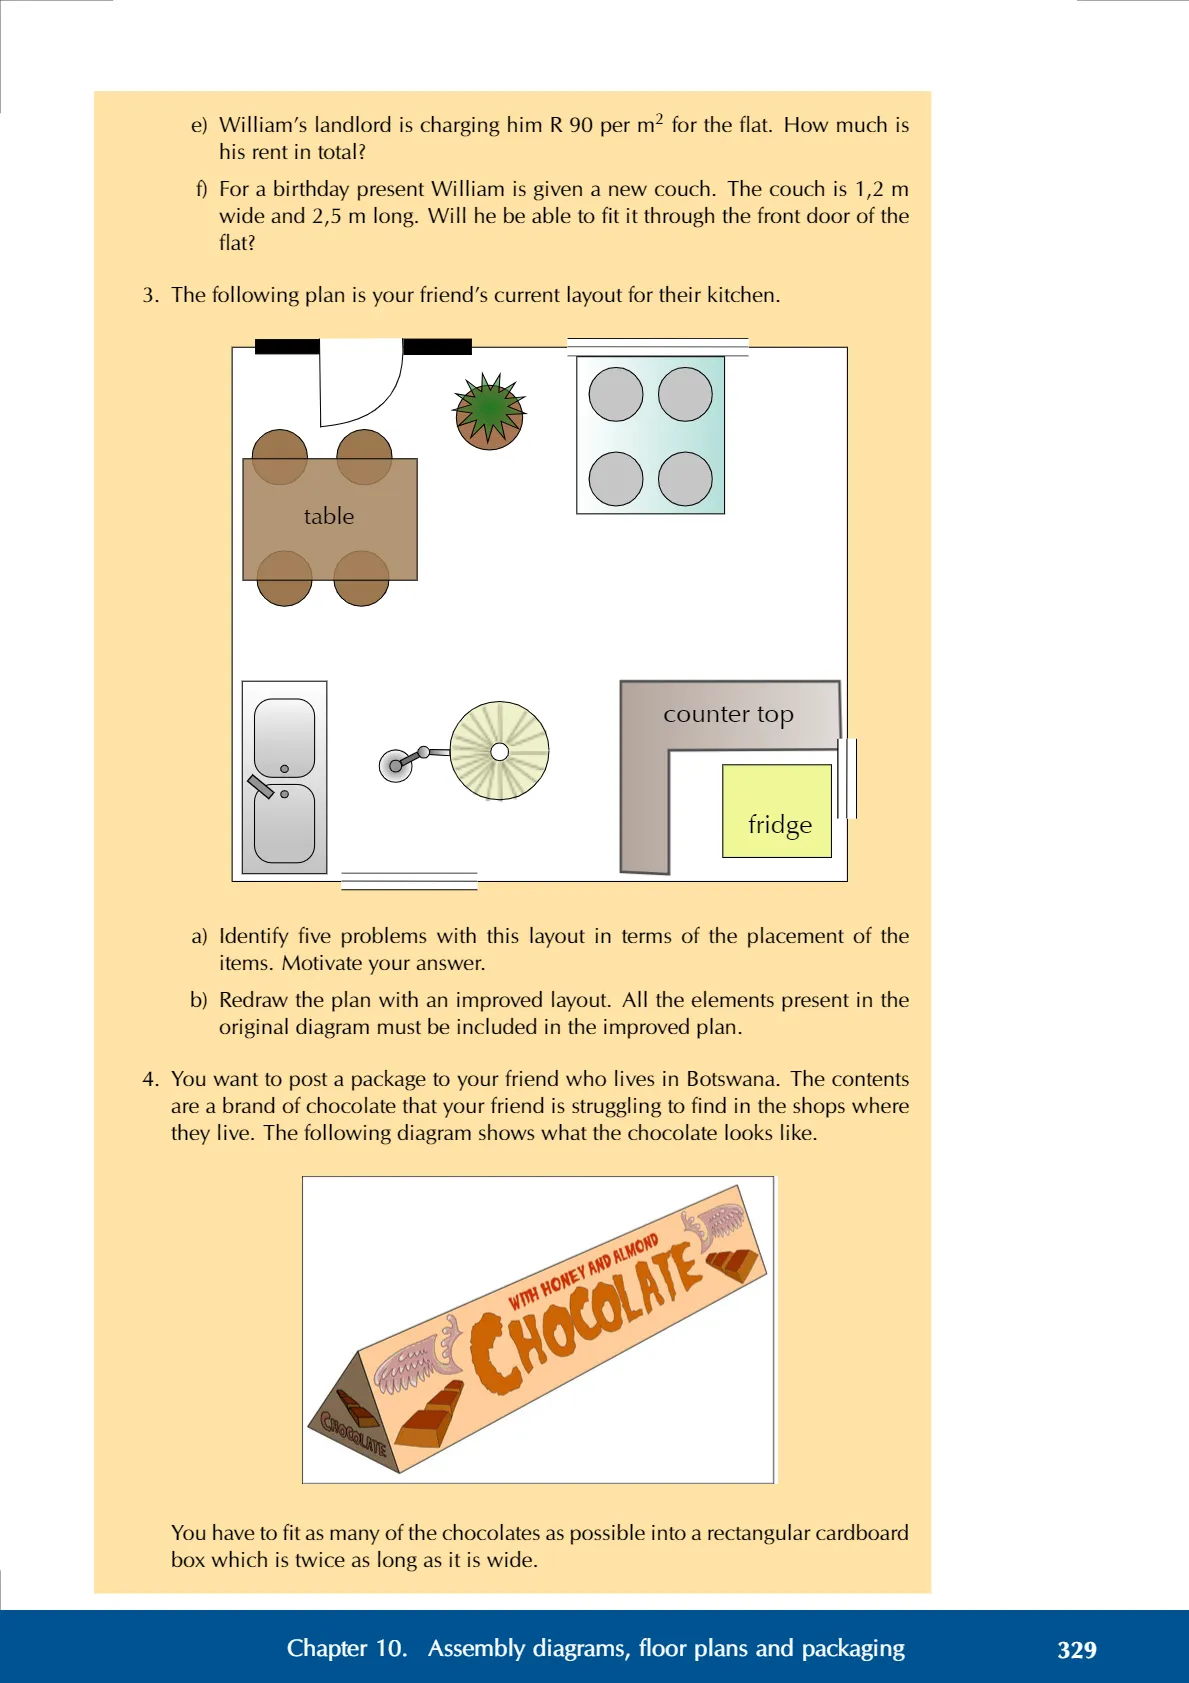 e) William's landlord is charging him R 90 per m² for the flat. How much is
his rent in total?
f) For a birthday present William is given a new couch. The couch is 1,2 m
wide and 2,5 m long. Will he be able to fit it through the front door of the
flat?
3. The following plan is your friend's current layout for their kitchen.
table
counter top
fridge
a) Identify five problems with this layout in terms of the placement of the
items. Motivate your answer.
b) Redraw the plan with an improved layout. All the elements present in the
original diagram must be included in the improved plan.
4. You want to post a package to your friend who lives in Botswana. The contents
are a brand of chocolate that your friend is struggling to find in the shops where
they live. The following diagram shows what the chocolate looks like.
WITH HONEY AND ALMOND
CHOCOLATE
CHOCOLATE
You have to fit as many of the chocolates as possible into a rectangular cardboard
box which is twice as long as it is wide.
Chapter 10. Assembly diagrams, floor plans and packaging 329